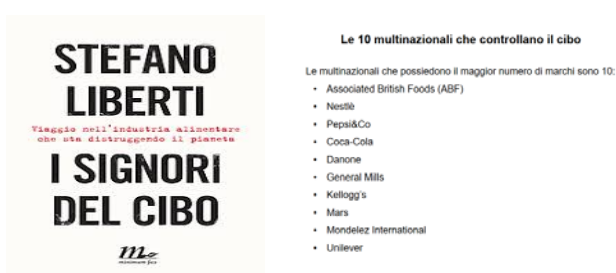 STEFANO
LIBERTI
Viaggio nell'industria alimentare
che sta distruggendo il pianeta
I SIGNORI
DEL CIBO
minimum fax
Le 10 multinazionali che controllano il cibo
Le multinazionali che possiedono il maggior numero di marchi sono 10:
• Associated British Foods (ABF)
• Nestlè
• Pepsi&Co
• Coca-Cola
• Danone
• General Mills
• Kellogg's
• Mars
• Mondelez International
• Unilever